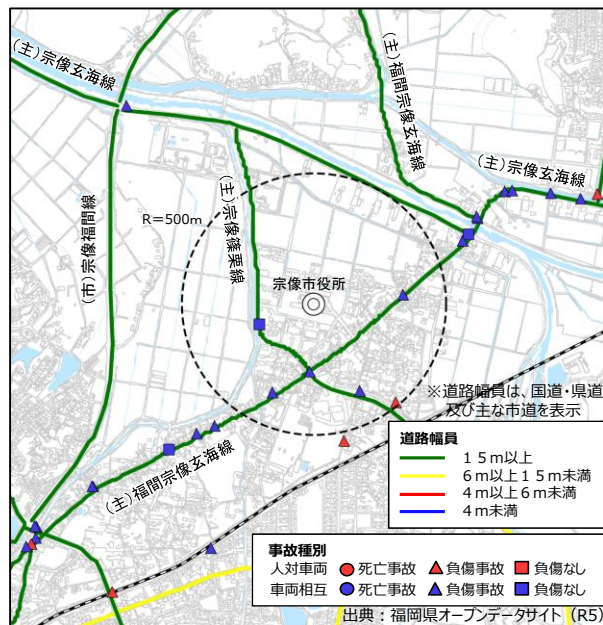 (主)宗像玄海線
(主)福間宗像玄海線
(主)宗像玄海線
R=500m
(主)宗像篠栗線
(市)宗像福間線
宗像市役所
※道路幅員は、国道・県道
及び主な市道を表示
道路幅員
15m以上
6m以上15m未満
4m以上6m未満
4m未満
(主)福間宗像玄海線
事故種別
人対車両 死亡事故 負傷事故 負傷なし
車両相互 死亡事故 負傷事故 負傷なし
出典:福岡県オープンデータサイト(R5)